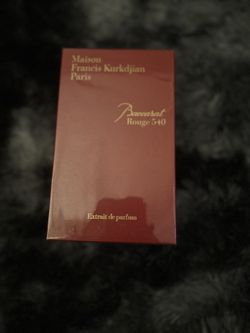 Maison
Francis Kurkdjian
Paris
Baccarat
Rouge 540
Extrait de parfum